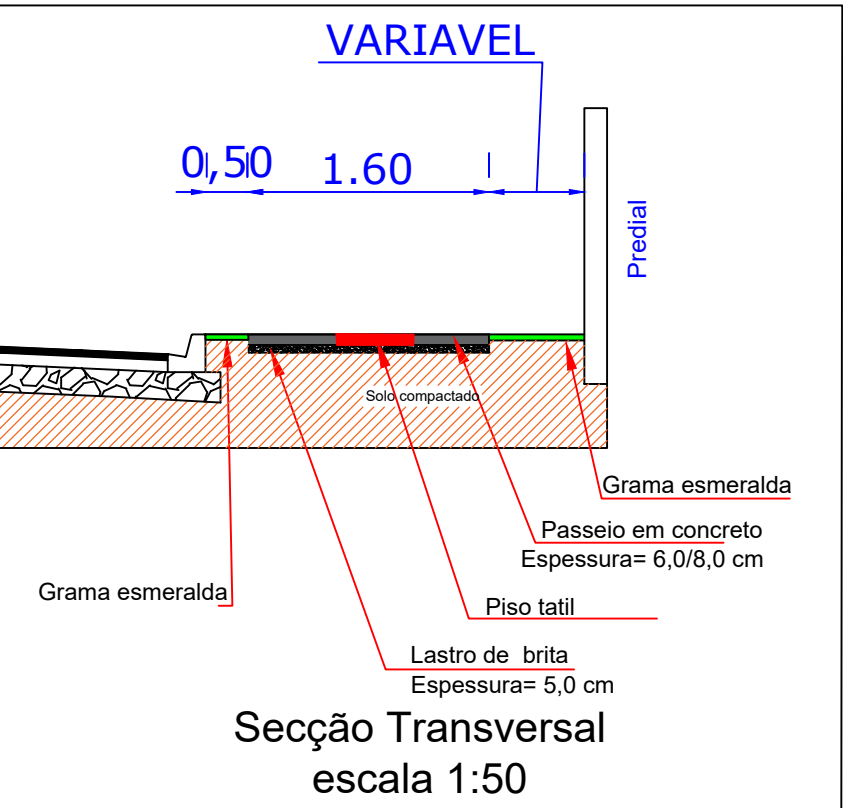 VARIAVEL
0,50 1.60
Predial
Solo compactado
Grama esmeralda
Passeio em concreto
Espessura= 6,0/8,0 cm
Grama esmeralda
Piso tatil
Lastro de brita
Espessura= 5,0 cm
Secção Transversal
escala 1:50